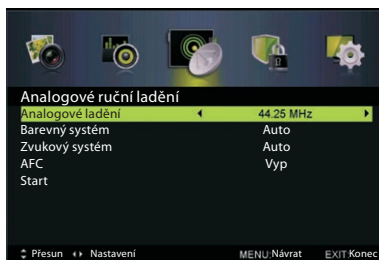 Analogové ruční ladění
Analogové ladění 44.25 MHz
Barevný systém Auto
Zvukový systém Auto
AFC Vyp
Start
Přesun Nastavení MENU:Návrat EXIT:Konec